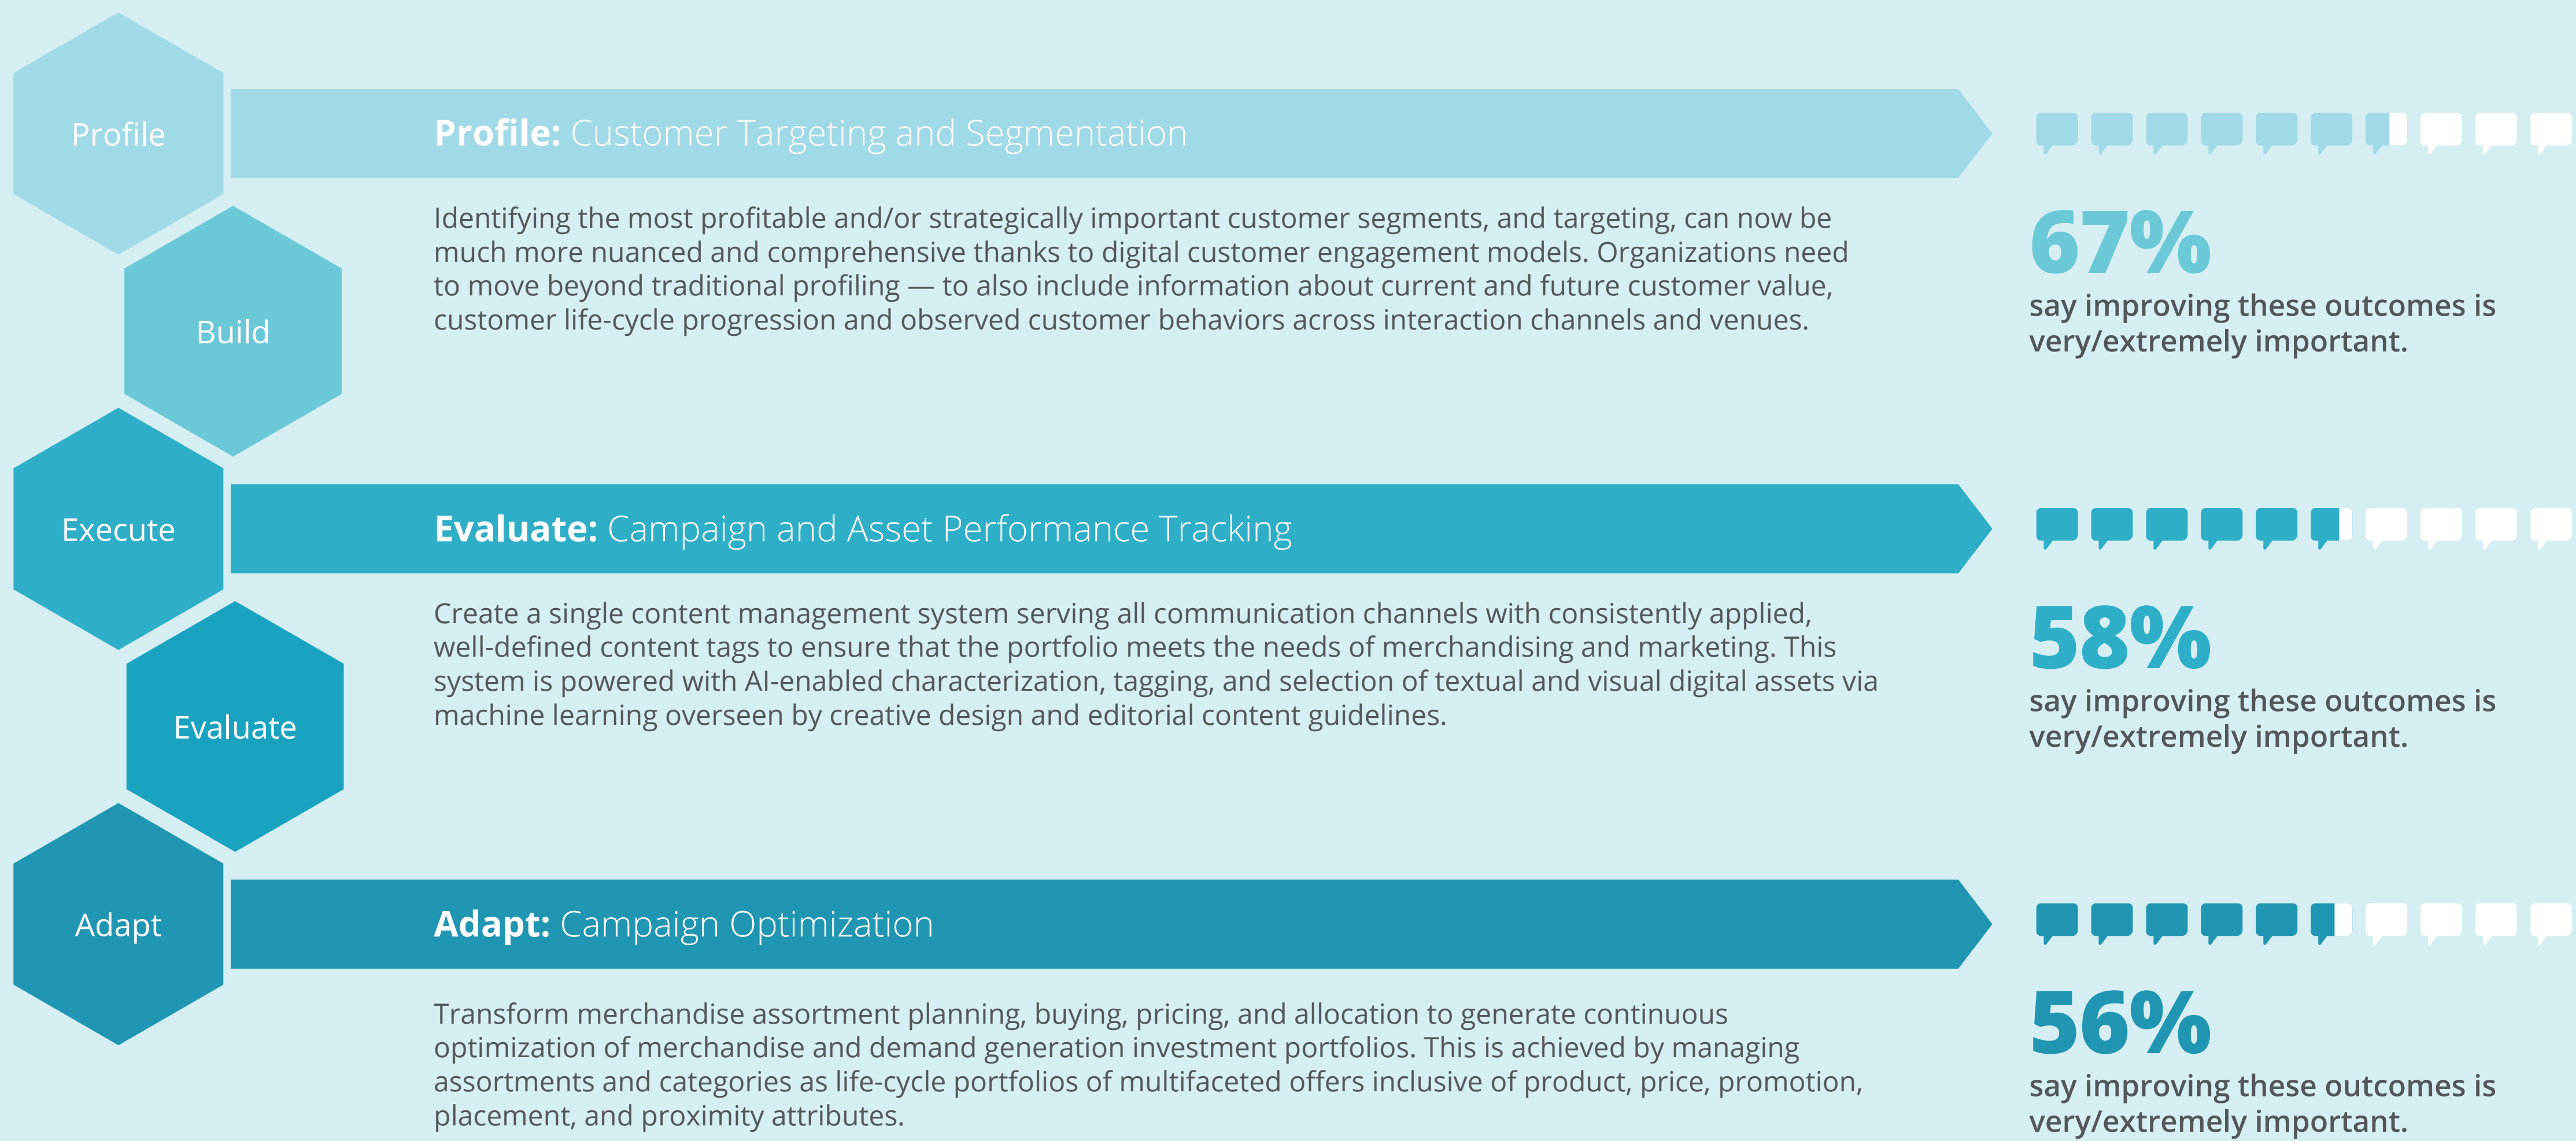 Profile
Profile: Customer Targeting and Segmentation
Identifying the most profitable and/or strategically important customer segments, and targeting, can now be
much more nuanced and comprehensive thanks to digital customer engagement models. Organizations need
to move beyond traditional profiling — to also include information about current and future customer value,
customer life-cycle progression and observed customer behaviors across interaction channels and venues.
67%
say improving these outcomes is
very/extremely important.
Build
Execute
Evaluate: Campaign and Asset Performance Tracking
Create a single content management system serving all communication channels with consistently applied,
well-defined content tags to ensure that the portfolio meets the needs of merchandising and marketing. This
system is powered with AI-enabled characterization, tagging, and selection of textual and visual digital assets via
machine learning overseen by creative design and editorial content guidelines.
58%
say improving these outcomes is
very/extremely important.
Evaluate
Adapt
Adapt: Campaign Optimization
Transform merchandise assortment planning, buying, pricing, and allocation to generate continuous
optimization of merchandise and demand generation investment portfolios. This is achieved by managing
assortments and categories as life-cycle portfolios of multifaceted offers inclusive of product, price, promotion,
placement, and proximity attributes.
56%
say improving these outcomes is
very/extremely important.